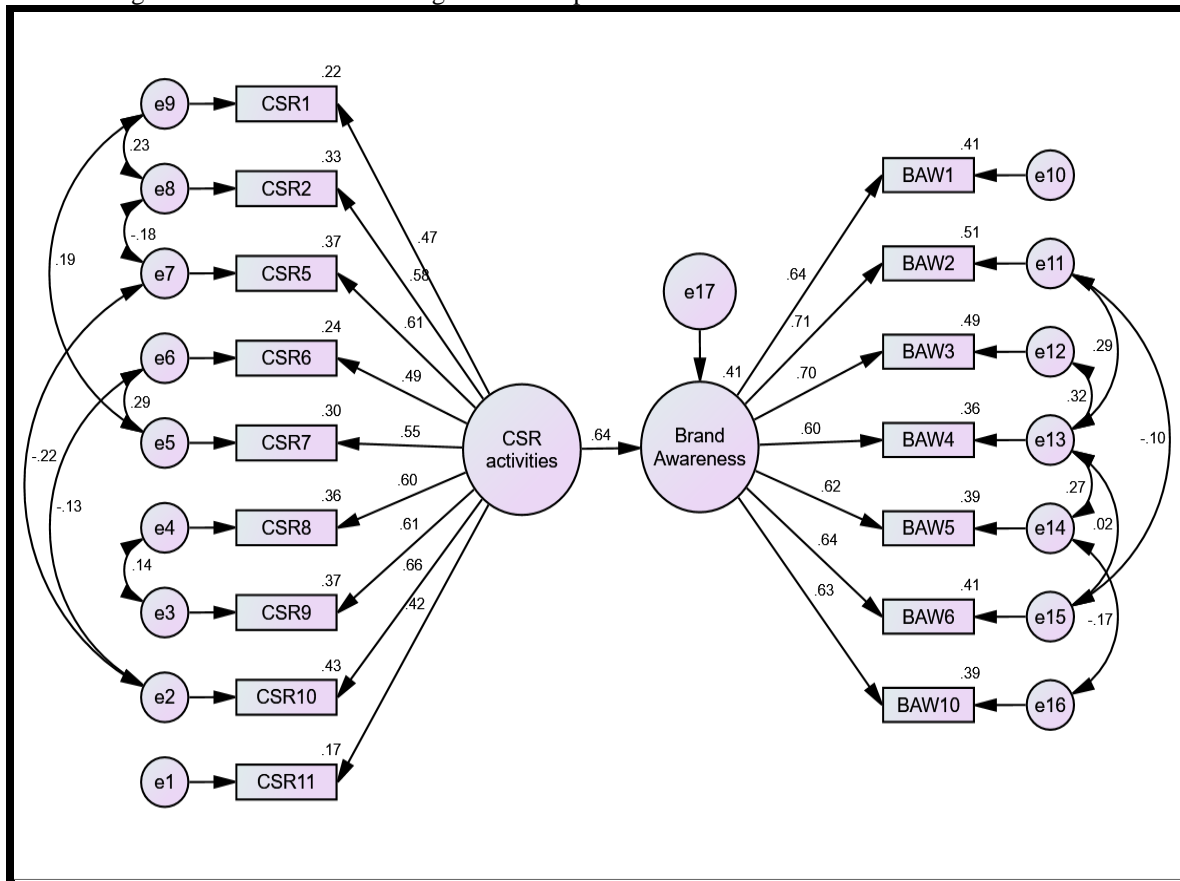 .22
e9
CSR1
.23
.33
e8
CSR2
-.18
.37
e7
CSR5
.19
.24
e6
CSR6
.29
.30
e5
CSR7
-.22
-.13
.36
e4
CSR8
.14
.37
e3
CSR9
.43
e2
CSR10
.17
e1
CSR11
.47
.58
.61
.49
.55
.60
.61
.66
.42
CSR
activities
.64
e17
.41
Brand
Awareness
.64
.71
.70
.60
.62
.64
.63
.41
BAW1
e10
.51
BAW2
e11
.49
BAW3
e12
.29
.32
.36
BAW4
e13
-.10
.27
.39
BAW5
e14
.02
.41
BAW6
e15
-.17
.39
BAW10
e16